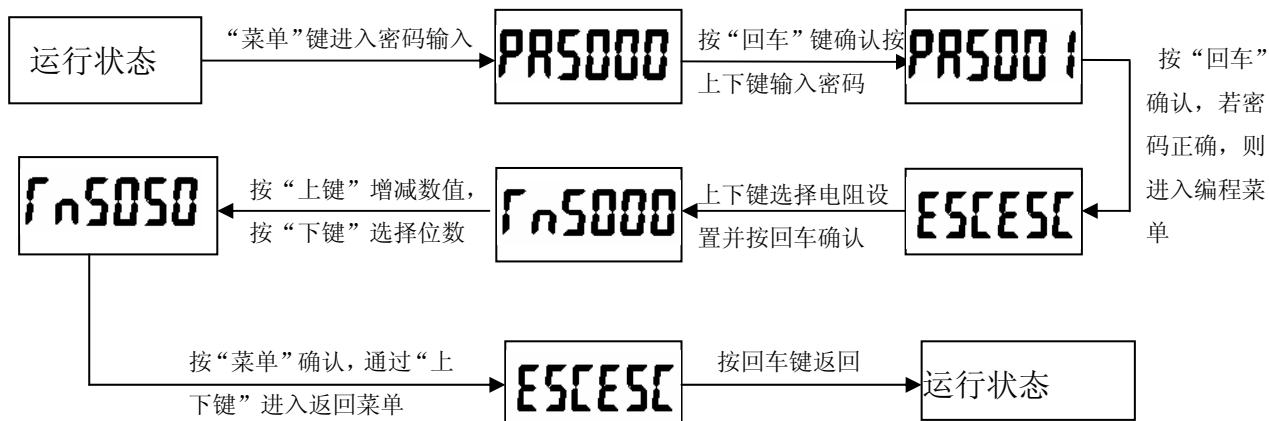 运行状态
“菜单”键进入密码输入
PAS000
按“回车”键确认按
上下键输入密码
PAS001
按“回车”
确认，若密
码正确，则
进入编程菜
单
ESCESC
上下键选择电阻设
置并按回车确认
rnS000
按“上键”增减数值，
按“下键”选择位数
rnS050
按“菜单”确认，通过“上
下键”进入返回菜单
ESCESC
按回车键返回
运行状态